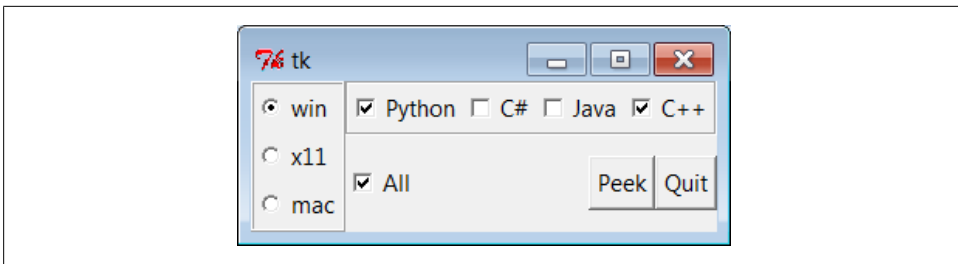 tk
win
Python C# Java C++
x11
All Peek Quit
mac